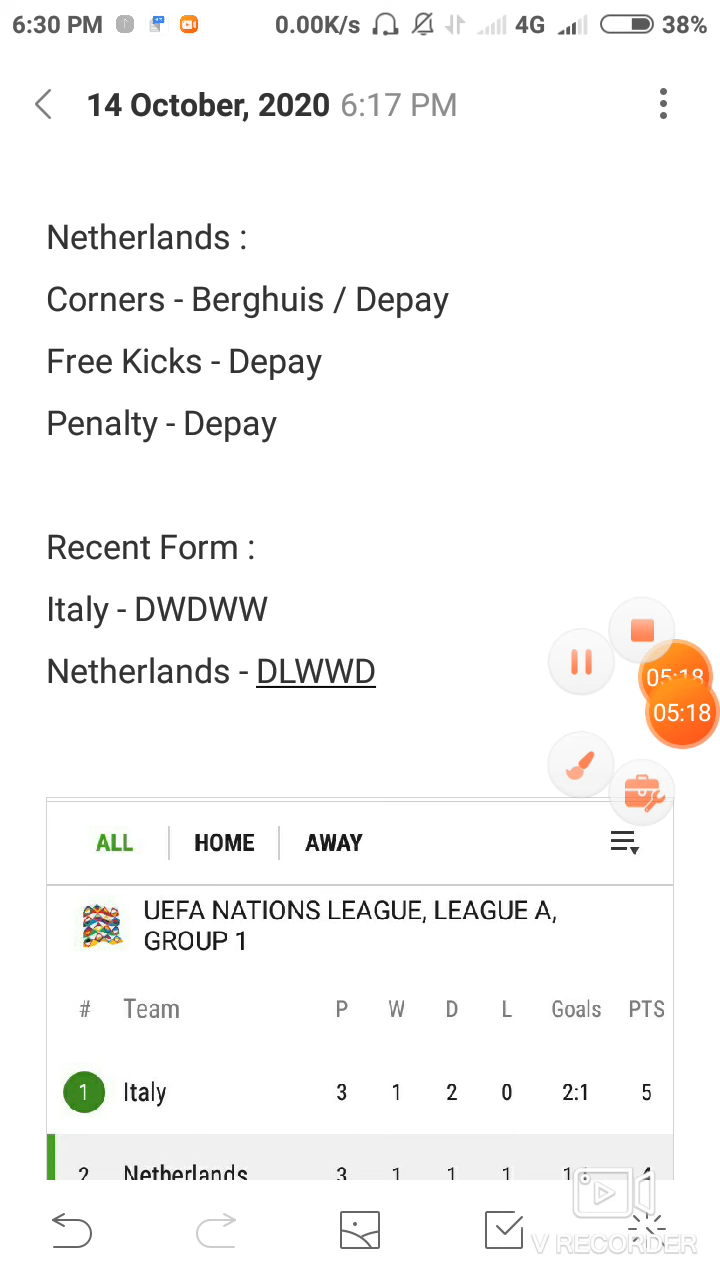 6:30 PM 0.00K/s 4G 38%
14 October, 2020 6:17 PM
Netherlands :
Corners - Berghuis / Depay
Free Kicks - Depay
Penalty - Depay
Recent Form :
Italy - DWDWW
Netherlands - DLWWD
05:18
05:18
ALL HOME AWAY
UEFA NATIONS LEAGUE, LEAGUE A,
GROUP 1
# Team P W D L Goals PTS
1 Italy 3 1 2 0 2:1 5
2 Netherlands 3 1 1 1 4
V RECORDER